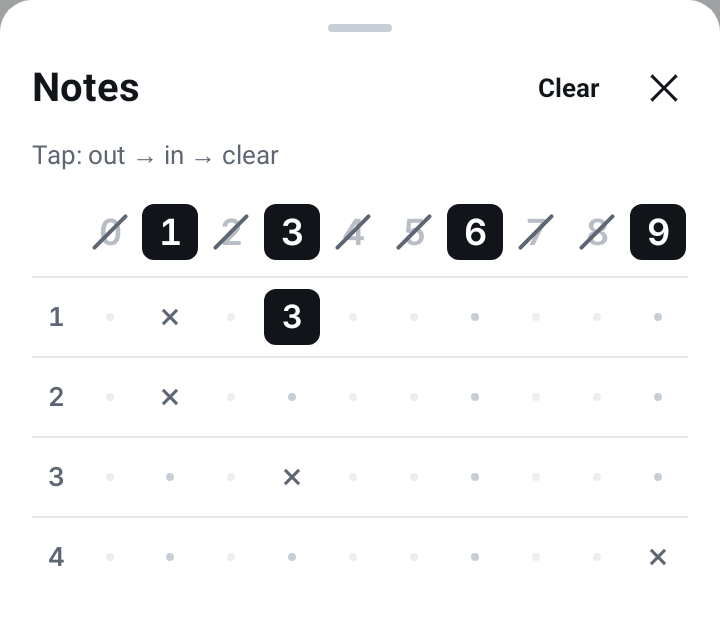 Notes
Clear
Tap: out → in → clear
0 1 2 3 4 5 6 7 8 9
1 × 3
2 ×
3 ×
4 ×